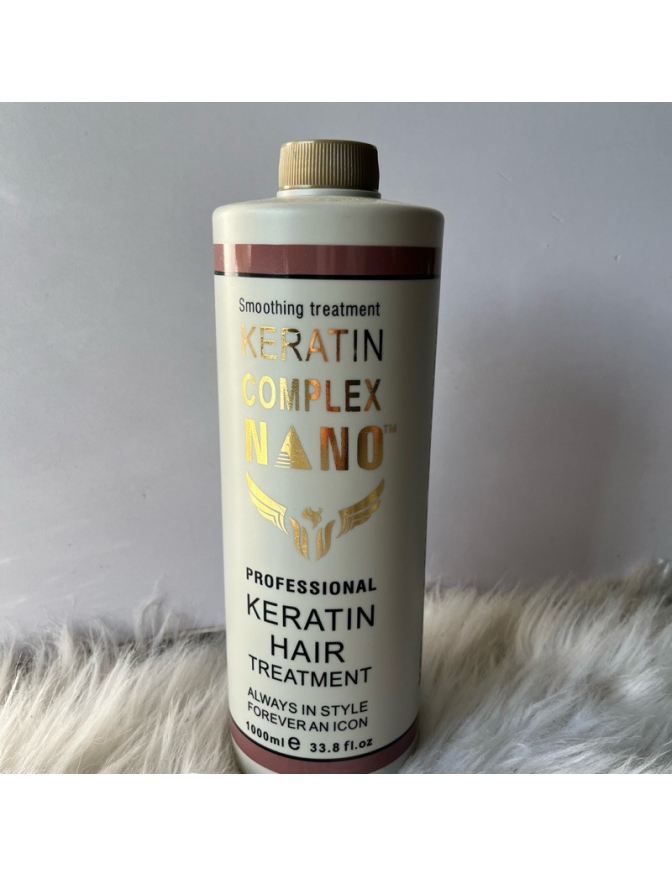 Smoothing treatment
KERATIN
COMPLEX
NANO™
PROFESSIONAL
KERATIN
HAIR
TREATMENT
ALWAYS IN STYLE
FOREVER AN ICON
1000ml e 33.8 fl.oz